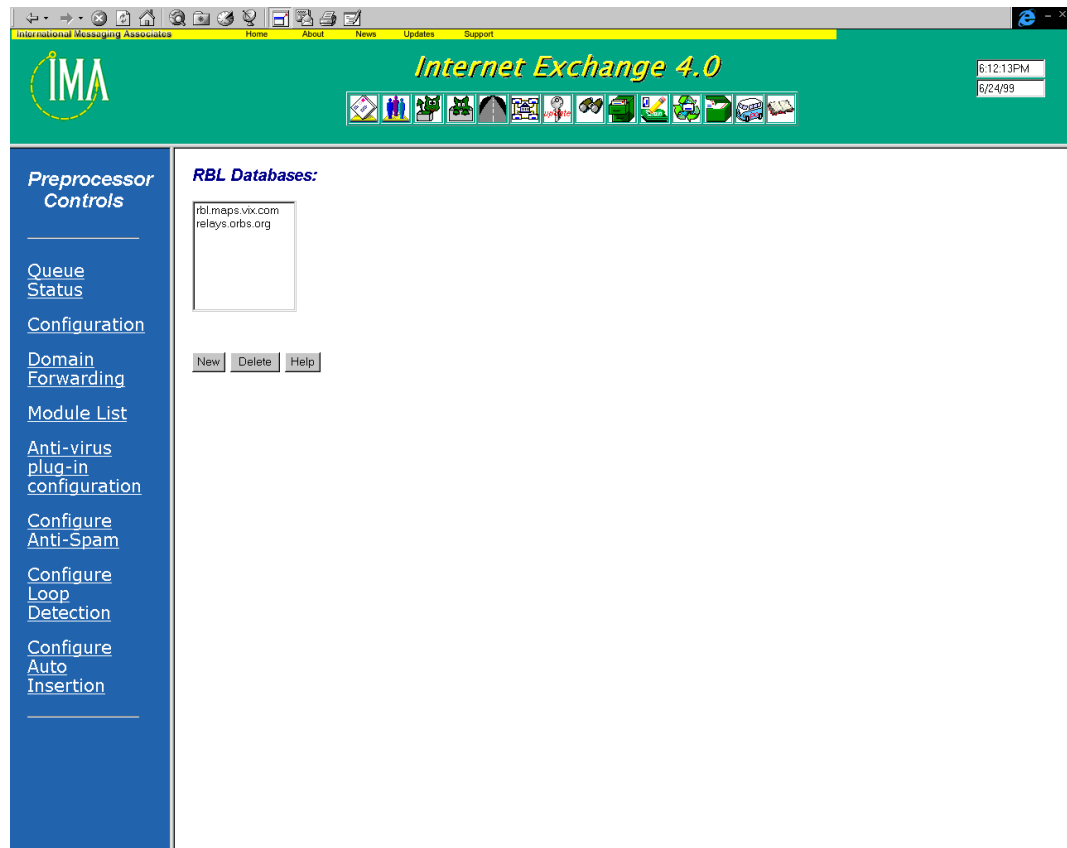 International Messaging Associates
Home About News Updates Support
IMA
Internet Exchange 4.0
6:12:13PM
6/24/99
update
Preprocessor
Controls
Queue
Status
Configuration
Domain
Forwarding
Module List
Anti-virus
plug-in
configuration
Configure
Anti-Spam
Configure
Loop
Detection
Configure
Auto
Insertion
RBL Databases:
rbl.maps.vix.com
relays.orbs.org
New Delete Help